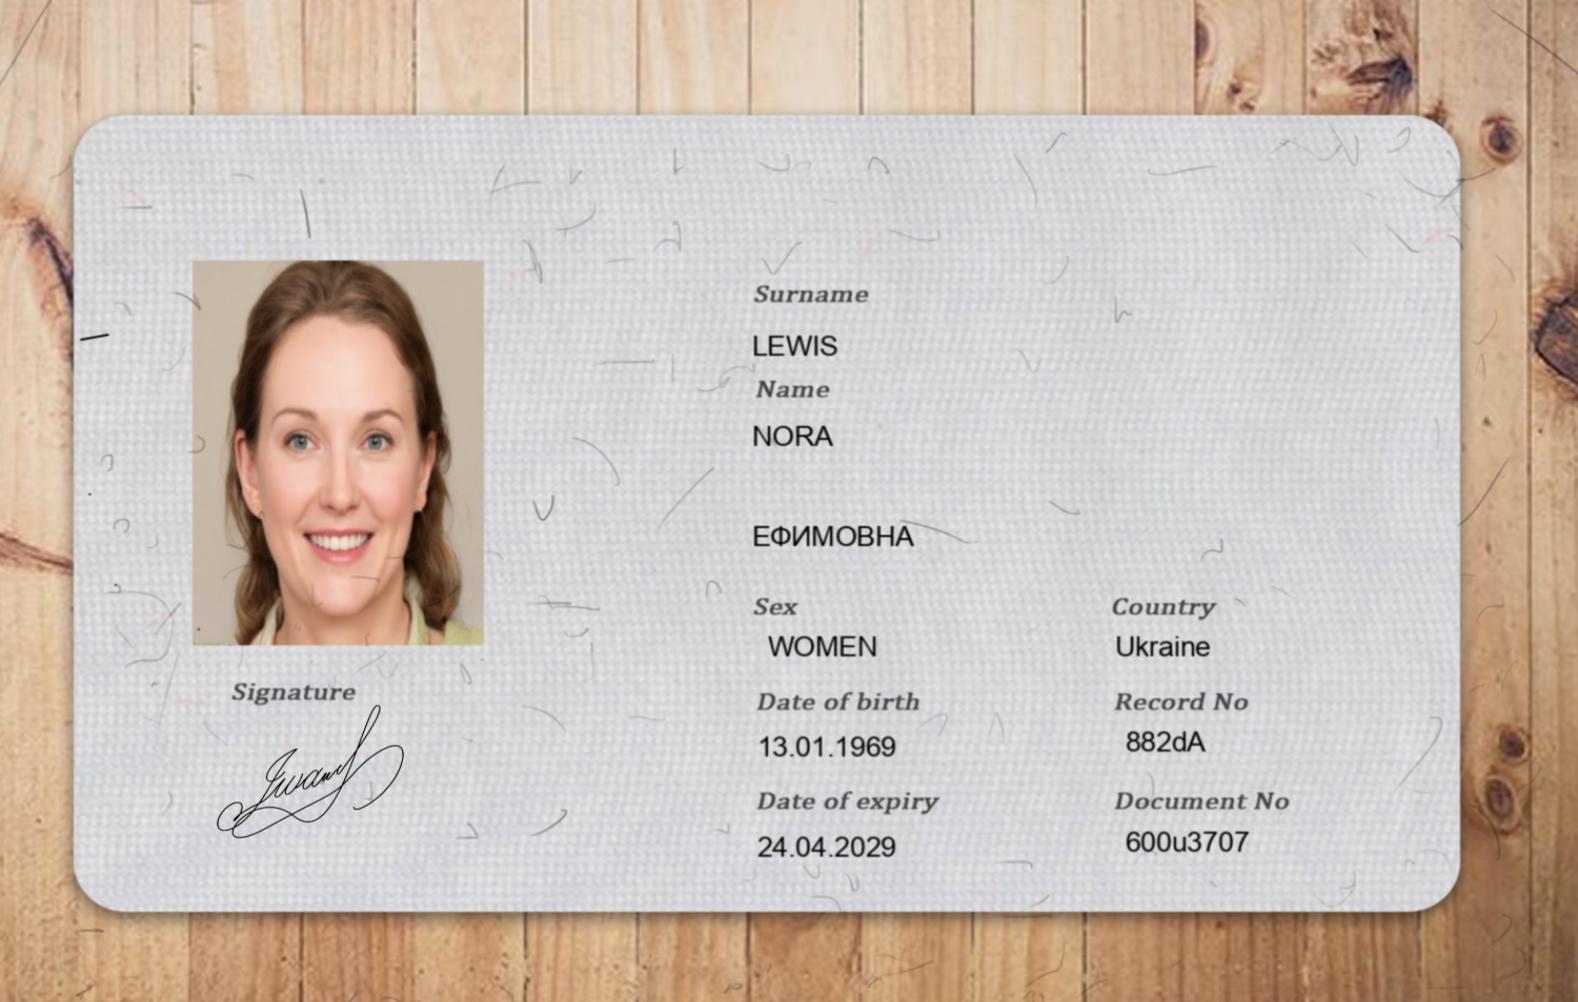 Surname
LEWIS
Name
NORA
ЕФИМОВНА
Sex
WOMEN
Country
Ukraine
Date of birth
13.01.1969
Record No
882dA
Date of expiry
24.04.2029
Document No
600u3707
Signature